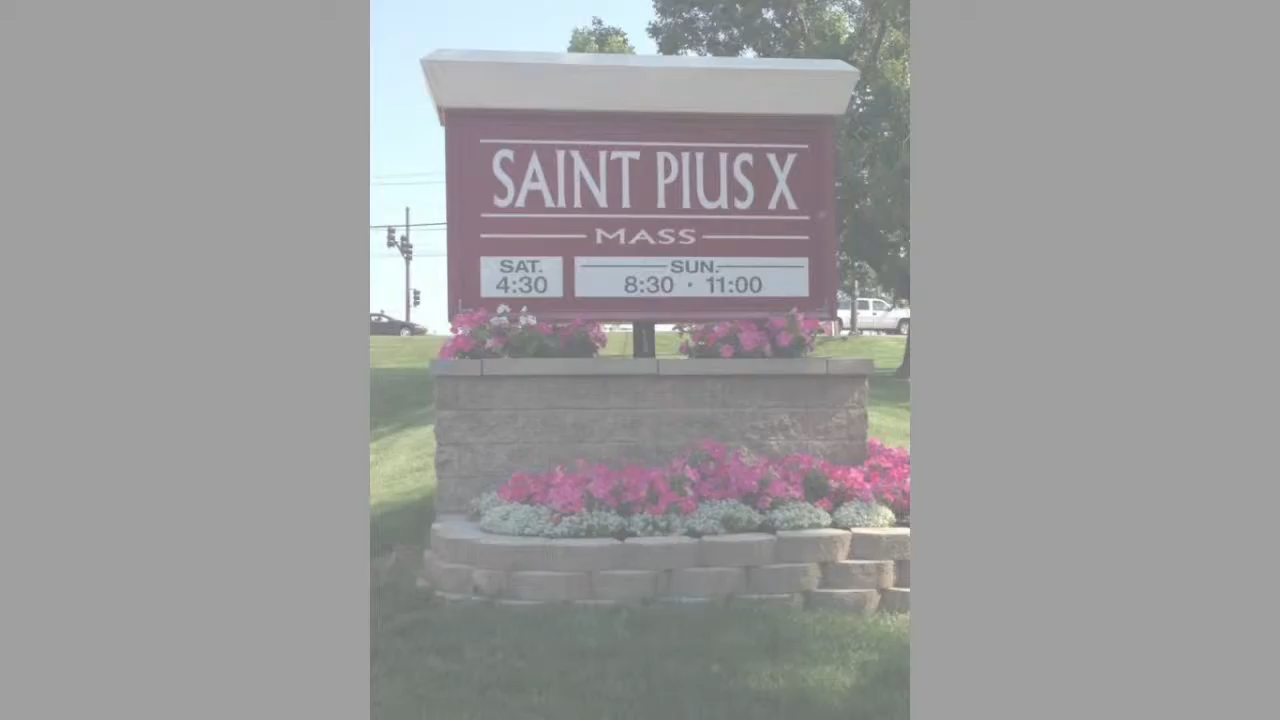 SAINT PIUS X
MASS
SAT.
4:30
SUN.
8:30 · 11:00